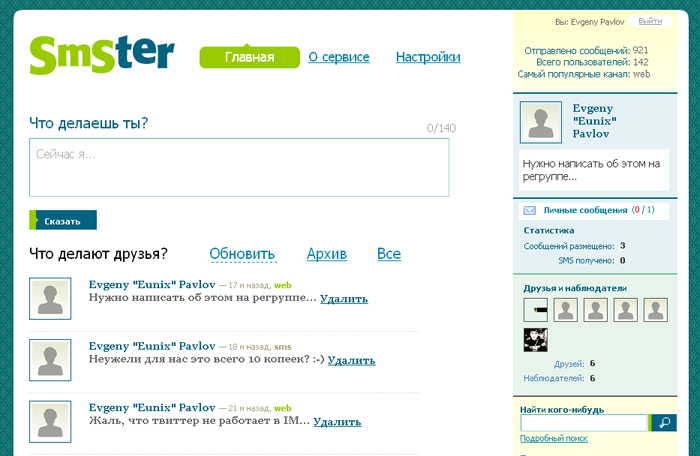 Smster
Главная
О сервисе
Настройки
Вы: Evgeny Pavlov
Выйти
Отправлено сообщений: 921
Всего пользователей: 142
Самый популярные канал: web
Что делаешь ты?
0/140
Сейчас я...
Сказать
Что делают друзья?
Обновить
Архив
Все
Evgeny "Eunix" Pavlov — 17 м назад, web
Нужно написать об этом на регруппе... Удалить
Evgeny "Eunix" Pavlov — 18 м назад, sms
Неужели для нас это всего 10 копеек? :-) Удалить
Evgeny "Eunix" Pavlov — 21 м назад, web
Жаль, что твиттер не работает в IM... Удалить
Evgeny
"Eunix"
Pavlov
Нужно написать об этом на
регруппе...
Личные сообщения (0 / 1)
Статистика
Сообщений размещено: 3
SMS получено: 0
Друзья и наблюдатели
Друзей: 6
Наблюдателей: 6
Найти кого-нибудь
Подробный поиск